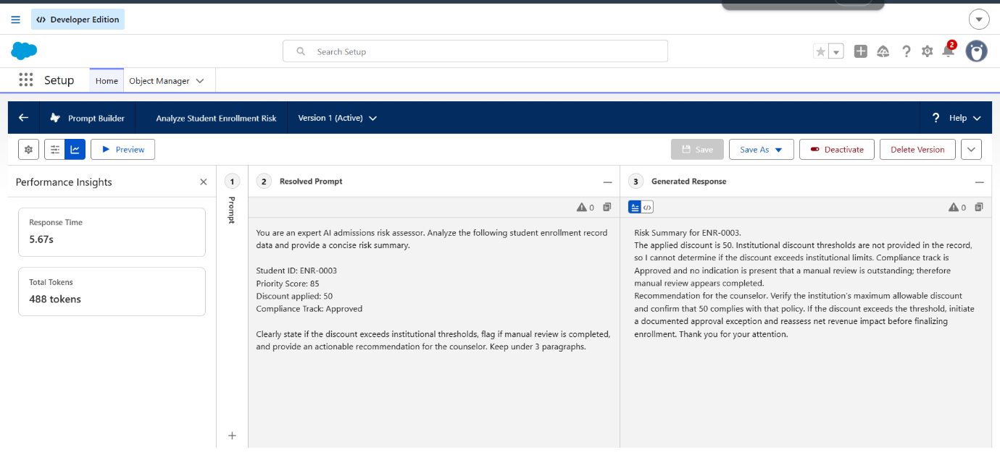 Developer Edition
Search Setup
2
Setup
Home
Object Manager
Prompt Builder
Analyze Student Enrollment Risk
Version 1 (Active)
? Help
Preview
Save
Save As
Deactivate
Delete Version
Performance Insights
Response Time
5.67s
Total Tokens
488 tokens
1
Prompt
2 Resolved Prompt
0
You are an expert AI admissions risk assessor. Analyze the following student enrollment record
data and provide a concise risk summary.
Student ID: ENR-0003
Priority Score: 85
Discount applied: 50
Compliance Track: Approved
Clearly state if the discount exceeds institutional thresholds, flag if manual review is completed,
and provide an actionable recommendation for the counselor. Keep under 3 paragraphs.
3 Generated Response
0
Risk Summary for ENR-0003.
The applied discount is 50. Institutional discount thresholds are not provided in the record,
so I cannot determine if the discount exceeds institutional limits. Compliance track is
Approved and no indication is present that a manual review is outstanding; therefore
manual review appears completed.
Recommendation for the counselor. Verify the institution's maximum allowable discount
and confirm that 50 complies with that policy. If the discount exceeds the threshold, initiate
a documented approval exception and reassess net revenue impact before finalizing
enrollment. Thank you for your attention.